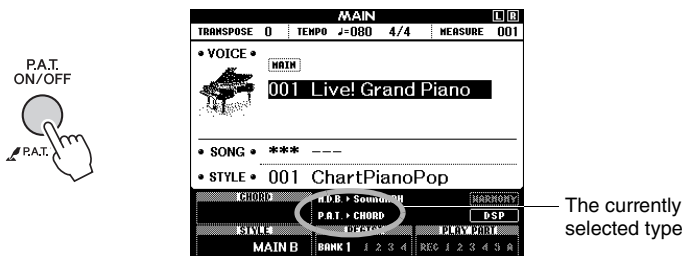 P.A.T.
ON/OFF
P.A.T.
MAIN
L R
TRANSPOSE 0 TEMPO ♩=080 4/4 MEASURE 001
VOICE
MAIN
001 Live! Grand Piano
SONG *** ---
STYLE 001 ChartPianoPop
CHORD
HARMONY
P.A.T. ▸ CHORD
DSP
STYLE
PLAY PART
MAIN B
BANK 1 1 2 3 4
REG 1 2 3 4 5 A
The currently
selected type